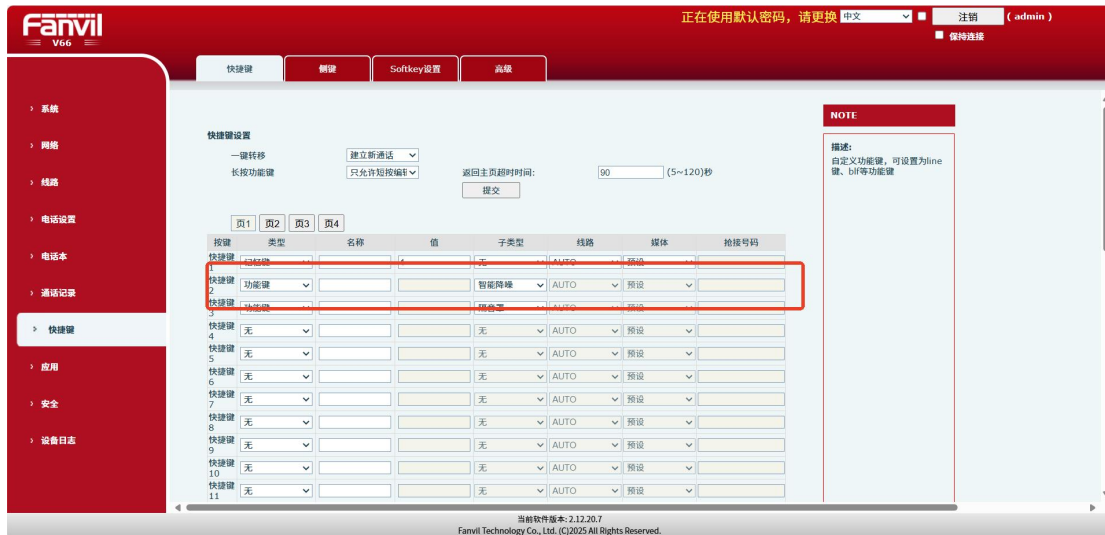 正在使用默认密码，请更换 中文 注销 ( admin )
Fanvil
V66
保持连接
快捷键 侧键 Softkey设置 高级
› 系统
› 网络
› 线路
› 电话设置
› 电话本
› 通话记录
› 快捷键
› 应用
› 安全
› 设备日志
快捷键设置
一键转移 建立新通话
长按功能键 只允许短按编辑 返回主页超时时间: 90 (5~120)秒
提交
页1 页2 页3 页4
按键 类型 名称 值 子类型 线路 媒体 抢接号码
快捷键1 记忆键 无 AUTO 预设
快捷键2 功能键 智能降噪 AUTO 预设
快捷键3 功能键 隔音罩 AUTO 预设
快捷键4 无 无 AUTO 预设
快捷键5 无 无 AUTO 预设
快捷键6 无 无 AUTO 预设
快捷键7 无 无 AUTO 预设
快捷键8 无 无 AUTO 预设
快捷键9 无 无 AUTO 预设
快捷键10 无 无 AUTO 预设
快捷键11 无 无 AUTO 预设
NOTE
描述:
自定义功能键，可设置为line
键、blf等功能键
当前软件版本: 2.12.20.7
Fanvil Technology Co., Ltd. (C)2025 All Rights Reserved.